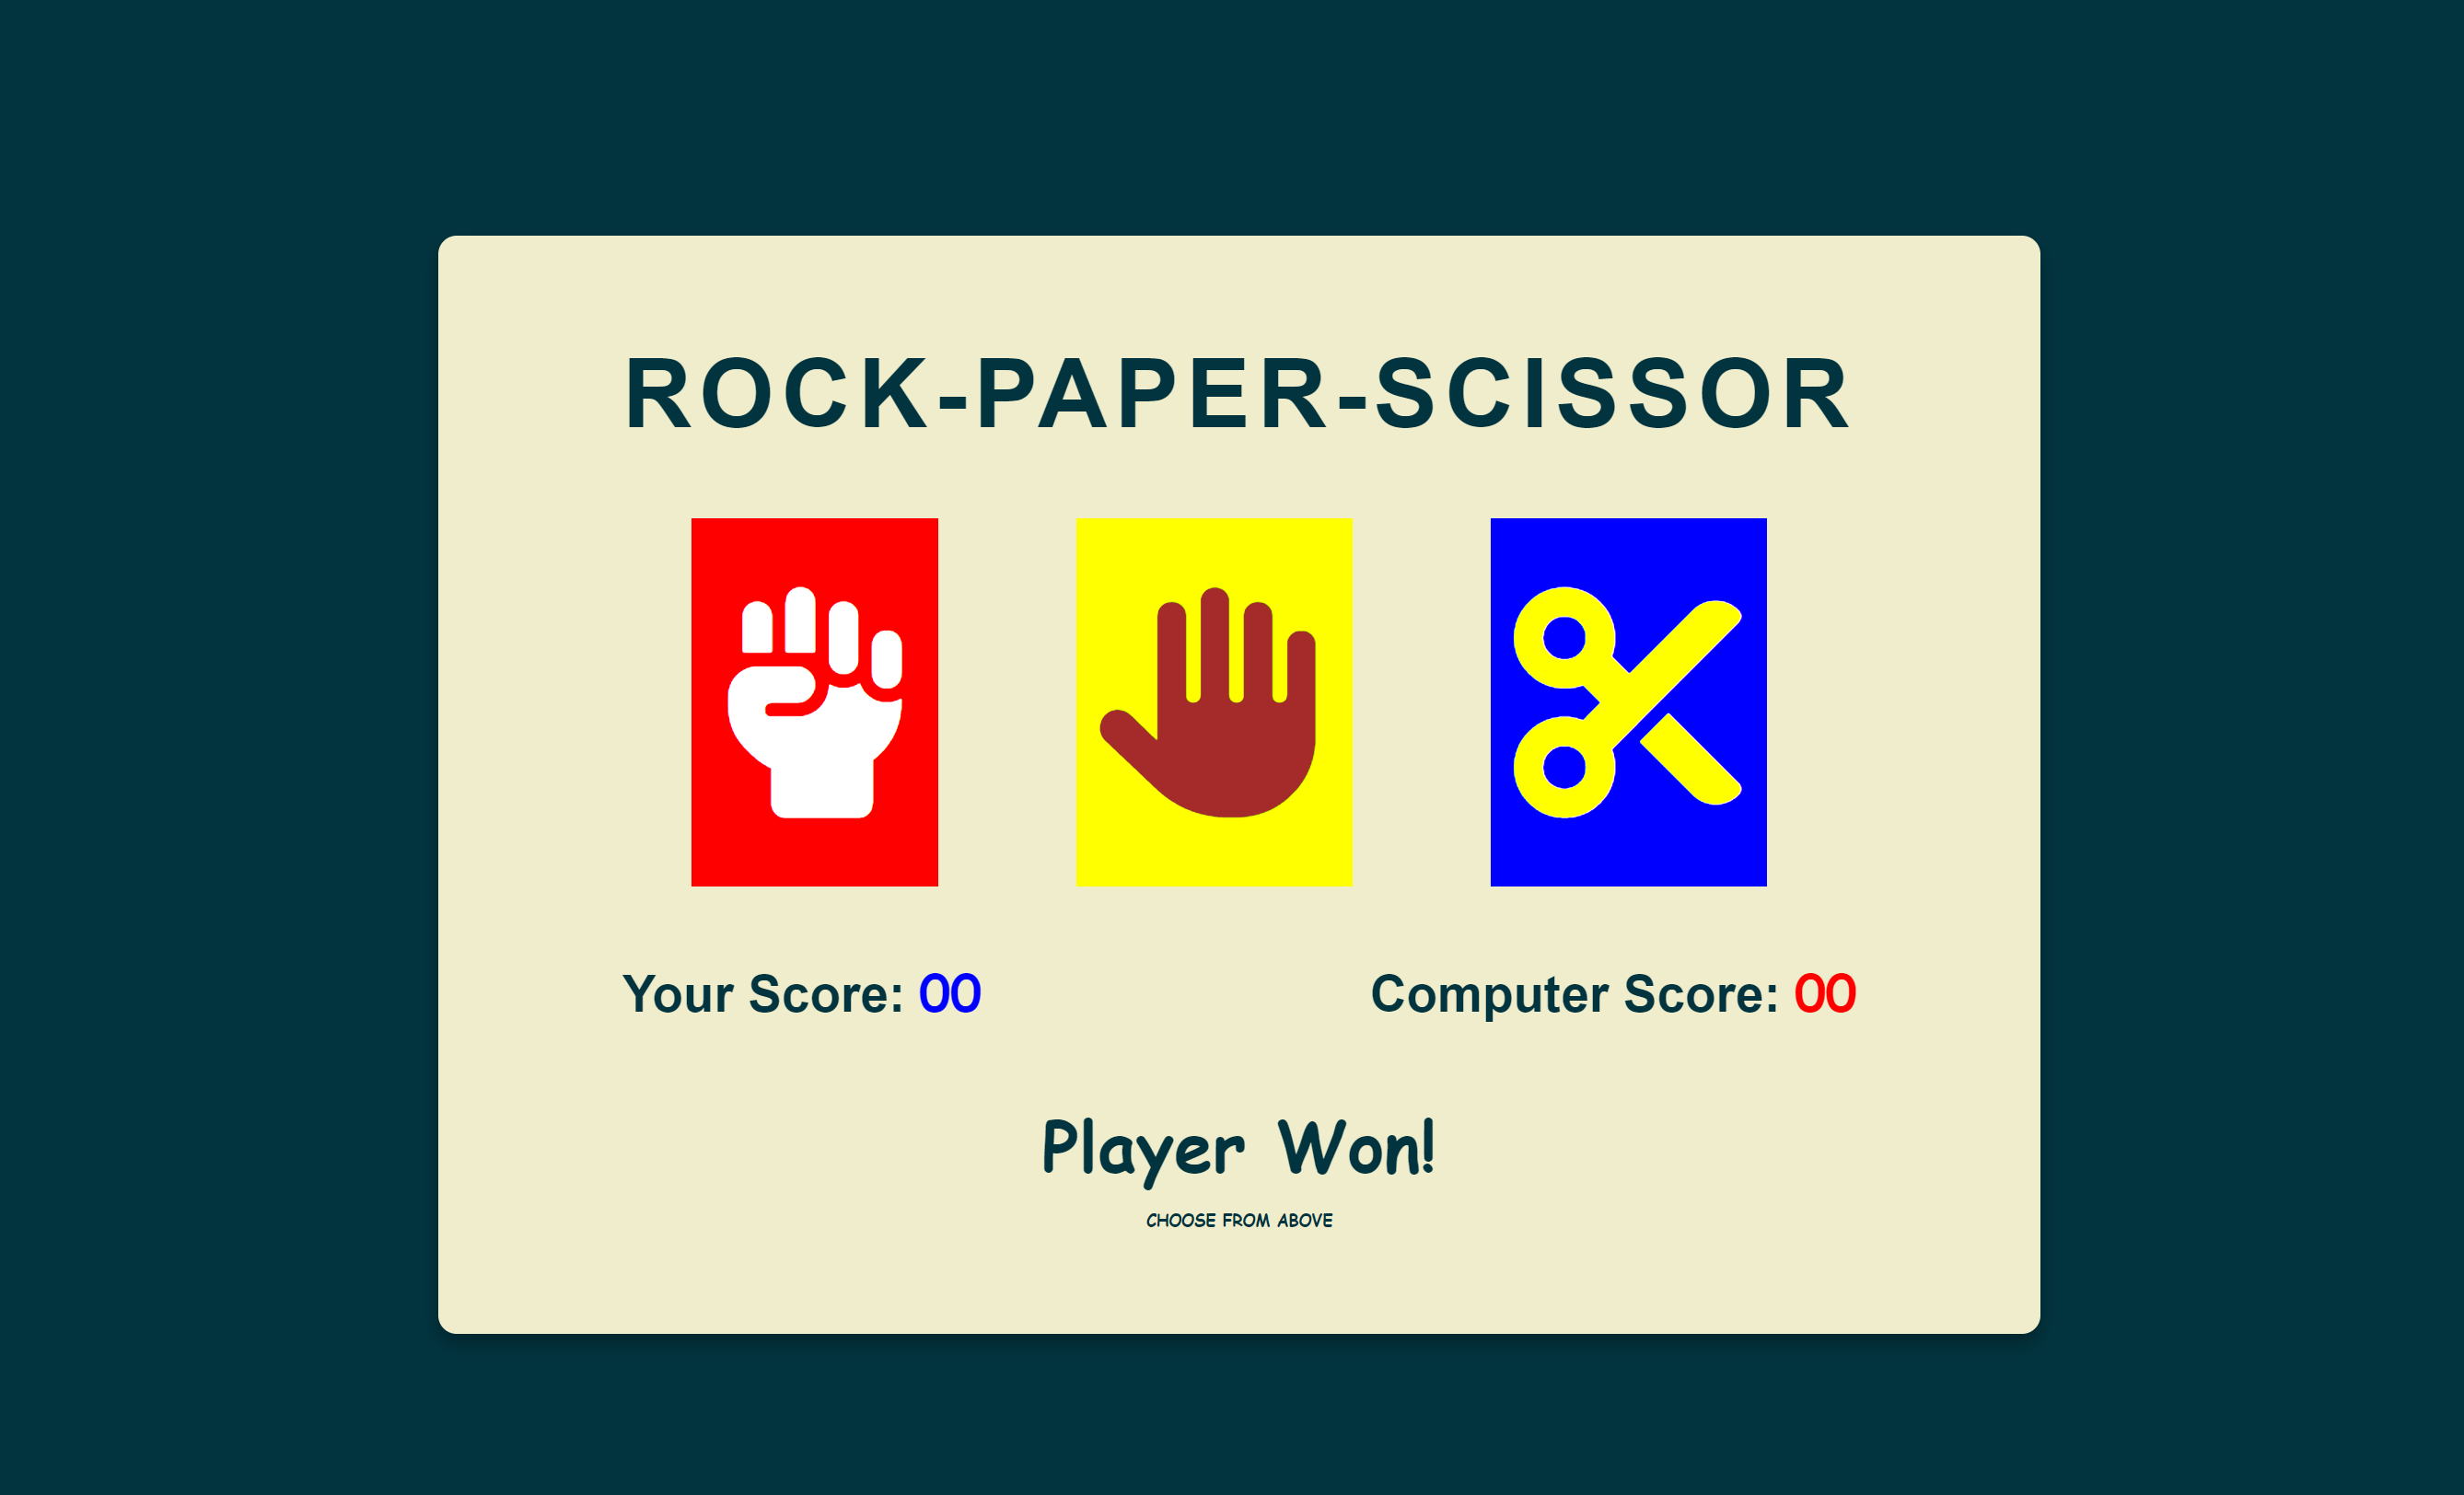 ROCK-PAPER-SCISSOR
Your Score: 00
Computer Score: 00
Player Won!
CHOOSE FROM ABOVE